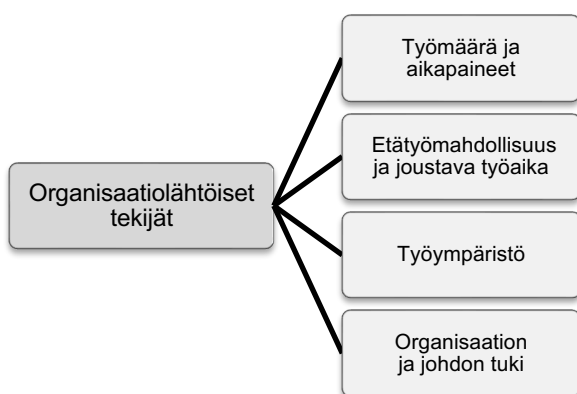 Organisaatiolähtöiset
tekijät
Työmäärä ja
aikapaineet
Etätyömahdollisuus
ja joustava työaika
Työympäristö
Organisaation
ja johdon tuki